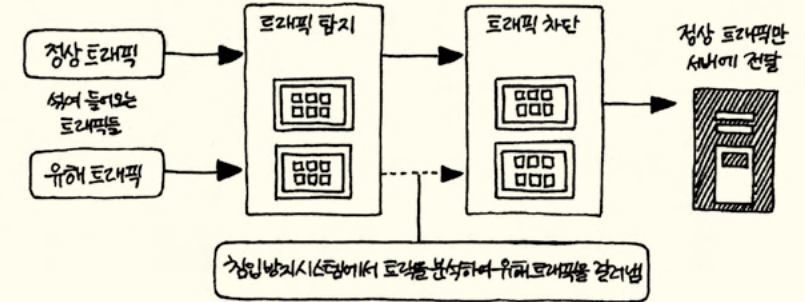 트래픽 탐지
트래픽 차단
정상 트래픽만
서버에 전달
정상 트래픽
섞여 들어오는
트래픽들
유해 트래픽
침입방지시스템에서 트래픽을 분석하여 유해 트래픽을 걸러냄